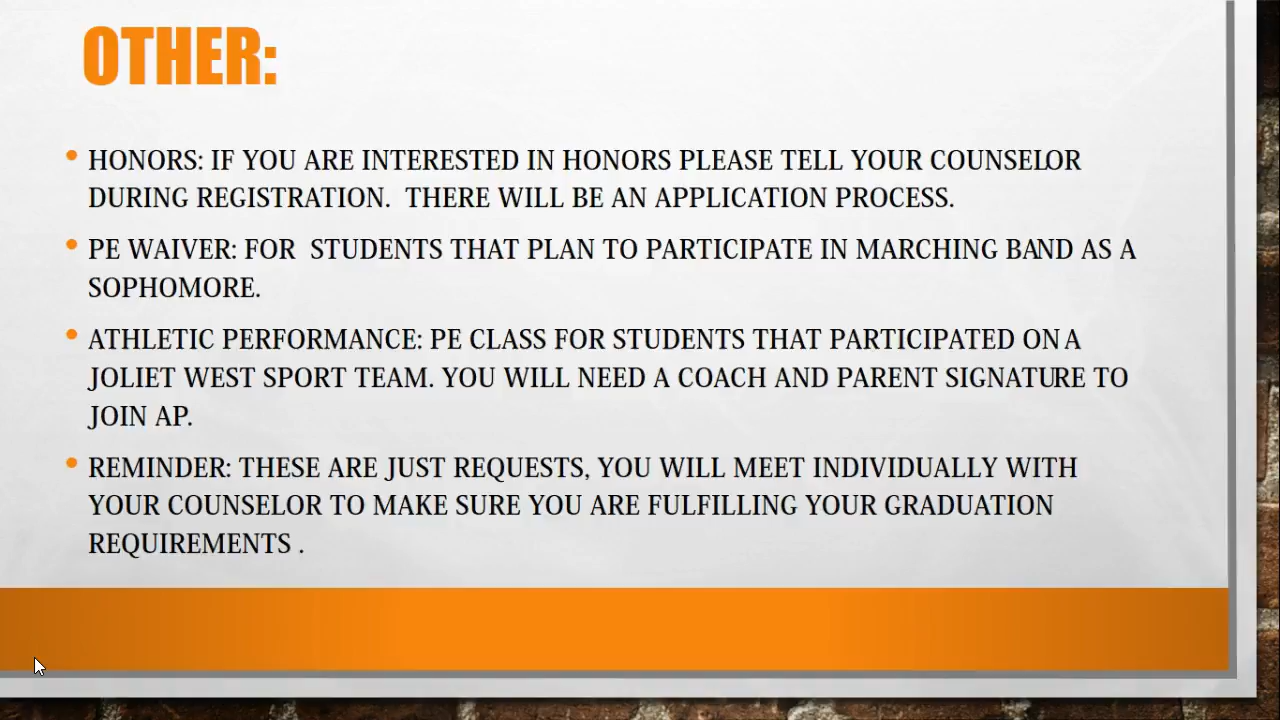 OTHER:
• HONORS: IF YOU ARE INTERESTED IN HONORS PLEASE TELL YOUR COUNSELOR
DURING REGISTRATION.  THERE WILL BE AN APPLICATION PROCESS.
• PE WAIVER: FOR  STUDENTS THAT PLAN TO PARTICIPATE IN MARCHING BAND AS A
SOPHOMORE.
• ATHLETIC PERFORMANCE: PE CLASS FOR STUDENTS THAT PARTICIPATED ON A
JOLIET WEST SPORT TEAM. YOU WILL NEED A COACH AND PARENT SIGNATURE TO
JOIN AP.
• REMINDER: THESE ARE JUST REQUESTS, YOU WILL MEET INDIVIDUALLY WITH
YOUR COUNSELOR TO MAKE SURE YOU ARE FULFILLING YOUR GRADUATION
REQUIREMENTS .